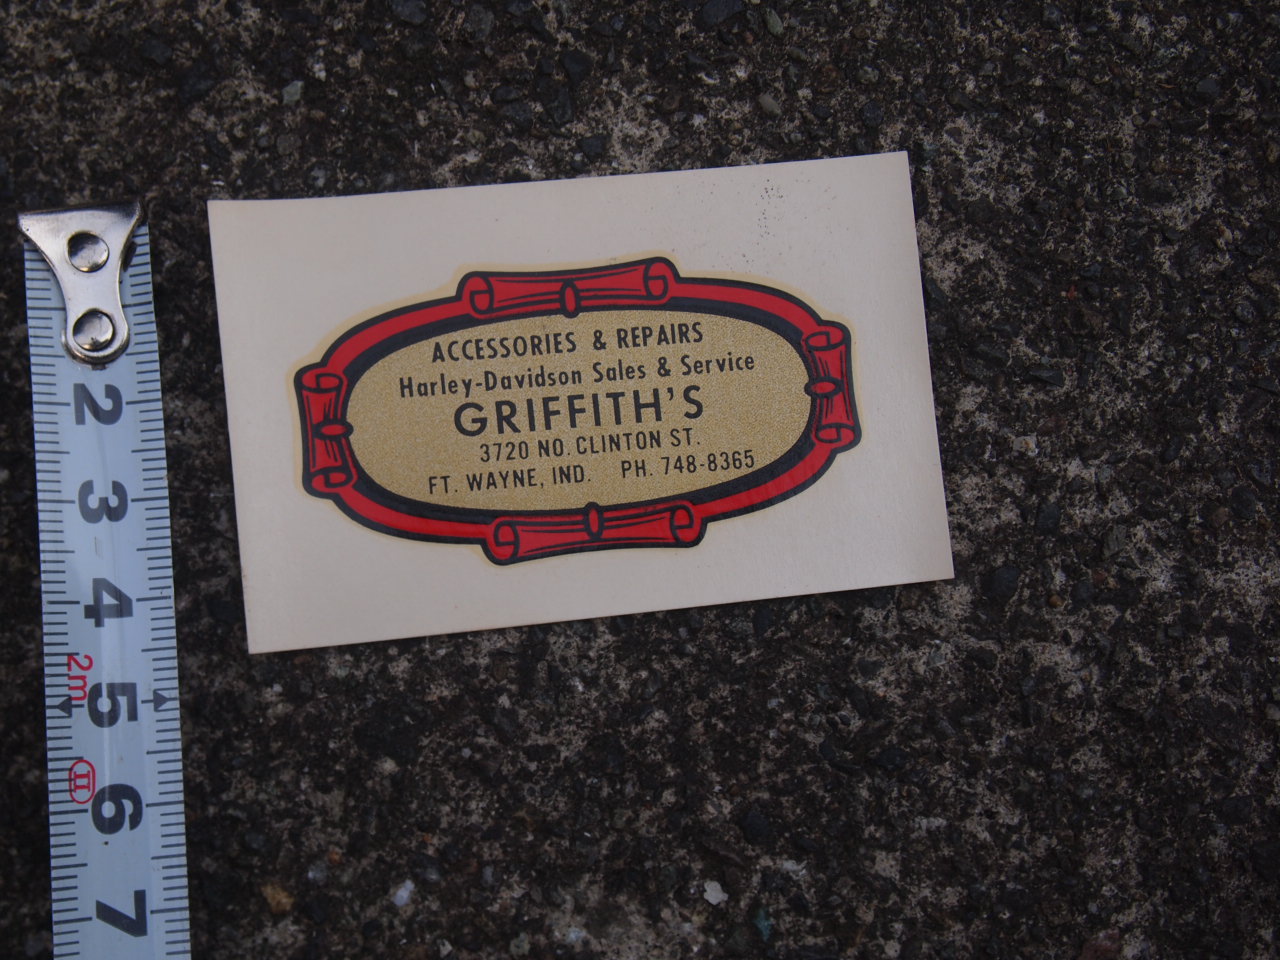 ACCESSORIES & REPAIRS
Harley-Davidson Sales & Service
GRIFFITH'S
3720 NO. CLINTON ST.
FT. WAYNE, IND. PH. 748-8365
2
3
4
2m
5
II
6
7